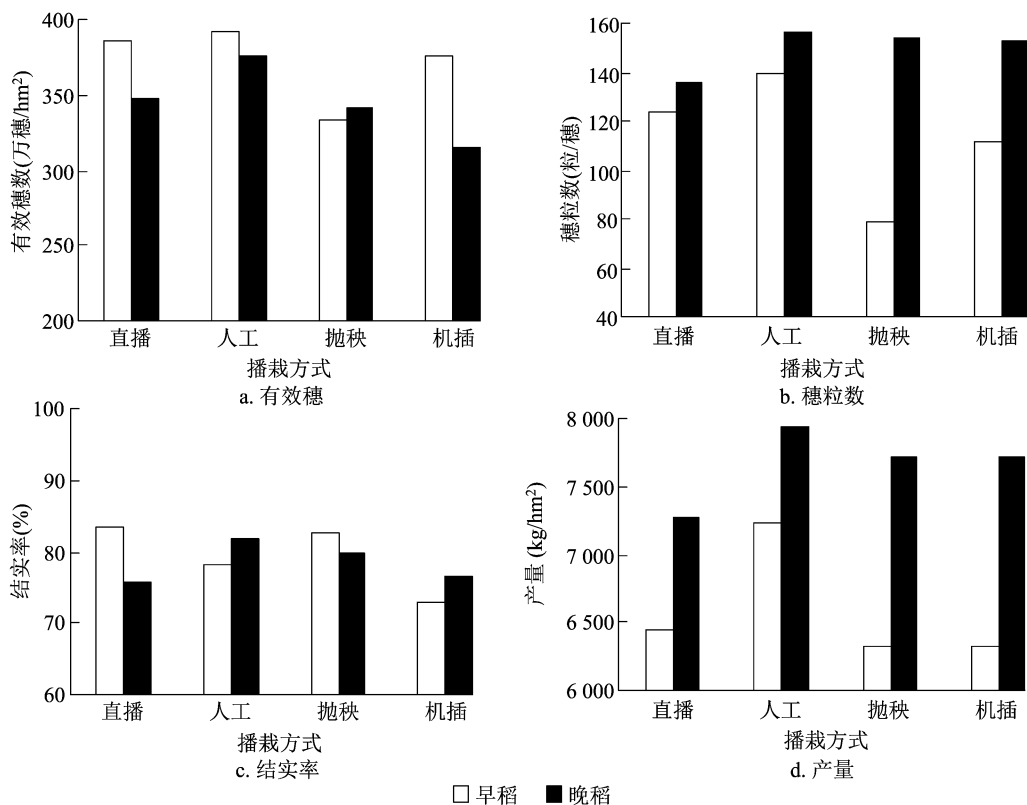 有效穗数(万穗/hm²)
400
350
300
250
200
直播 人工 抛秧 机插
播栽方式
a. 有效穗
穗粒数(粒/穗)
160
140
120
100
80
60
40
直播 人工 抛秧 机插
播栽方式
b. 穗粒数
结实率(%)
100
90
80
70
60
直播 人工 抛秧 机插
播栽方式
c. 结实率
产量 (kg/hm²)
8 000
7 500
7 000
6 500
6 000
直播 人工 抛秧 机插
播栽方式
d. 产量
早稻 晚稻